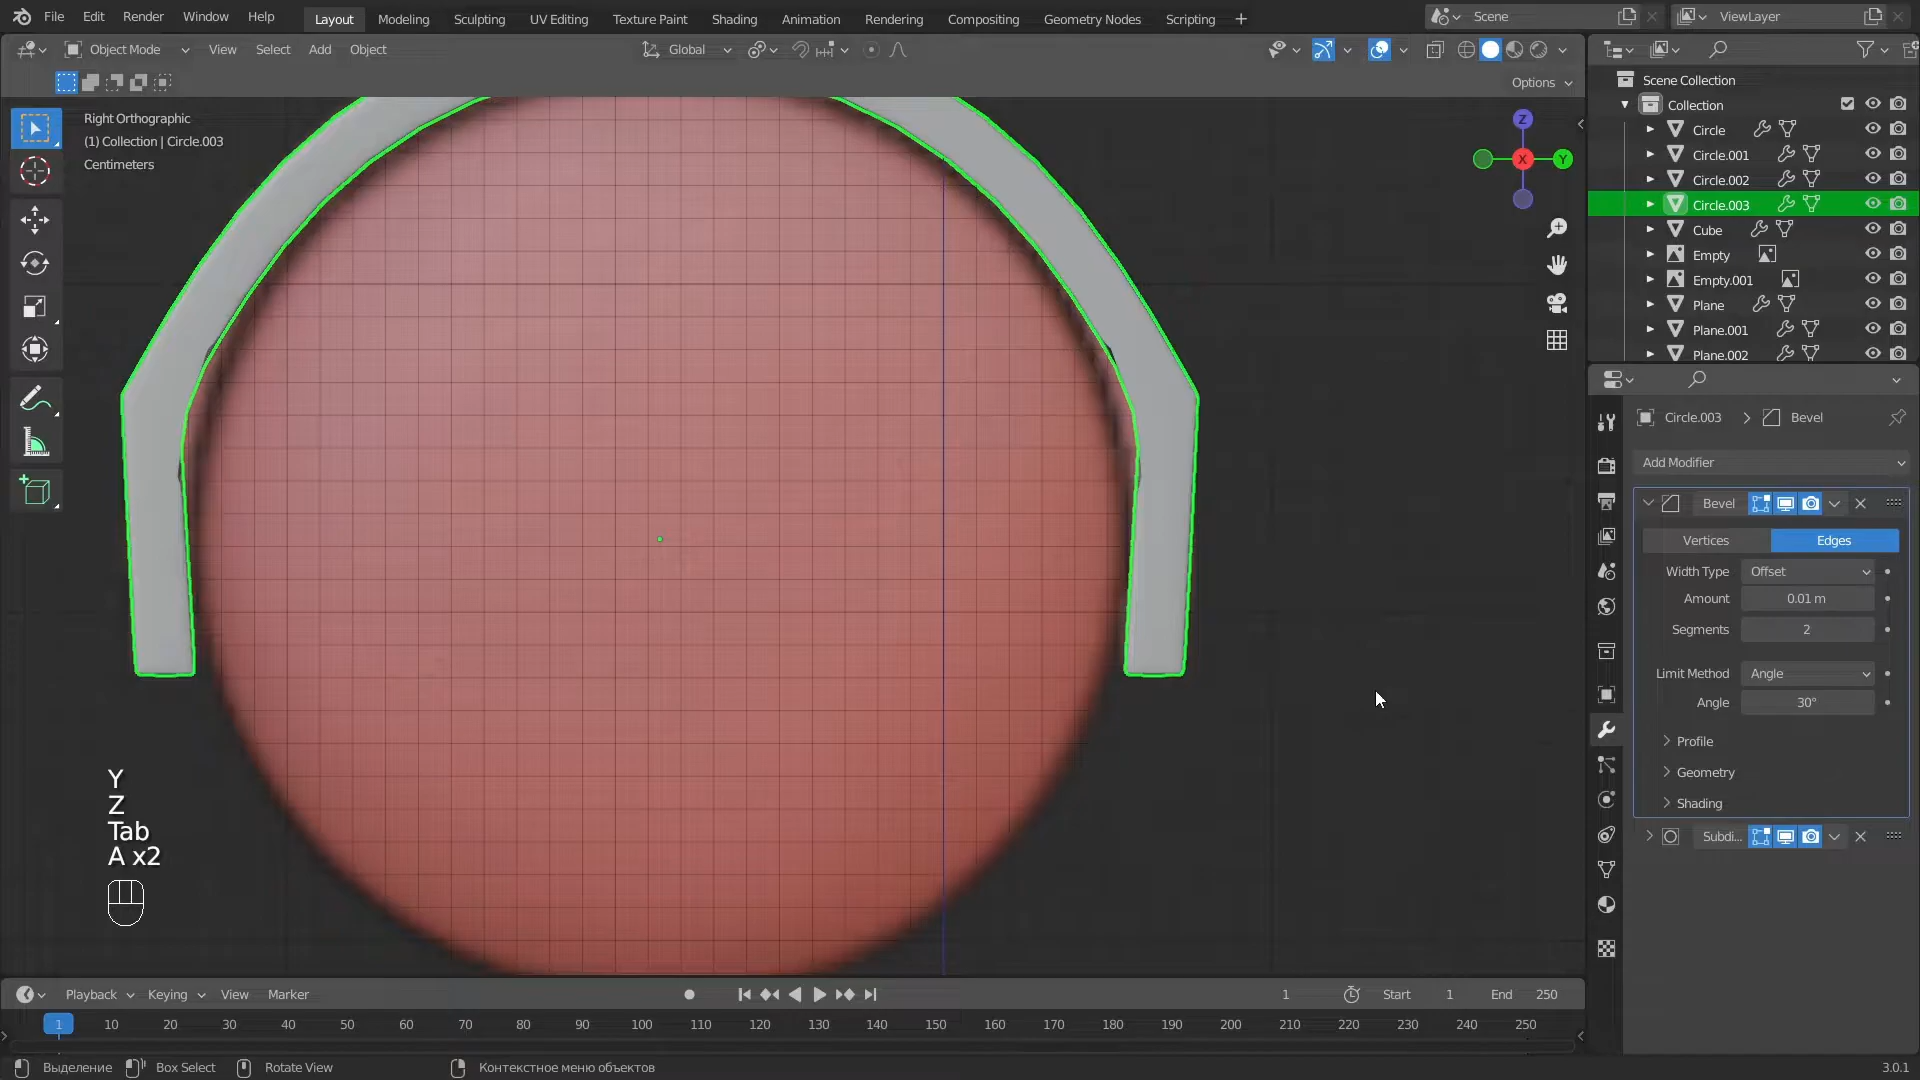 File Edit Render Window Help Layout Modeling Sculpting UV Editing Texture Paint Shading Animation Rendering Compositing Geometry Nodes Scripting + Scene ViewLayer
Object Mode View Select Add Object Global
Options
Right Orthographic
(1) Collection | Circle.003
Centimeters
Z
X
Y
Scene Collection
Collection
Circle
Circle.001
Circle.002
Circle.003
Cube
Empty
Empty.001
Plane
Plane.001
Plane.002
Circle.003 > Bevel
Add Modifier
Bevel
Vertices Edges
Width Type Offset
Amount 0.01 m
Segments 2
Limit Method Angle
Angle 30°
Profile
Geometry
Shading
Subdi...
Y
Z
Tab
A x2
Playback Keying View Marker 1 Start 1 End 250
1 10 20 30 40 50 60 70 80 90 100 110 120 130 140 150 160 170 180 190 200 210 220 230 240 250
Выделение Box Select Rotate View Контекстное меню объектов 3.0.1